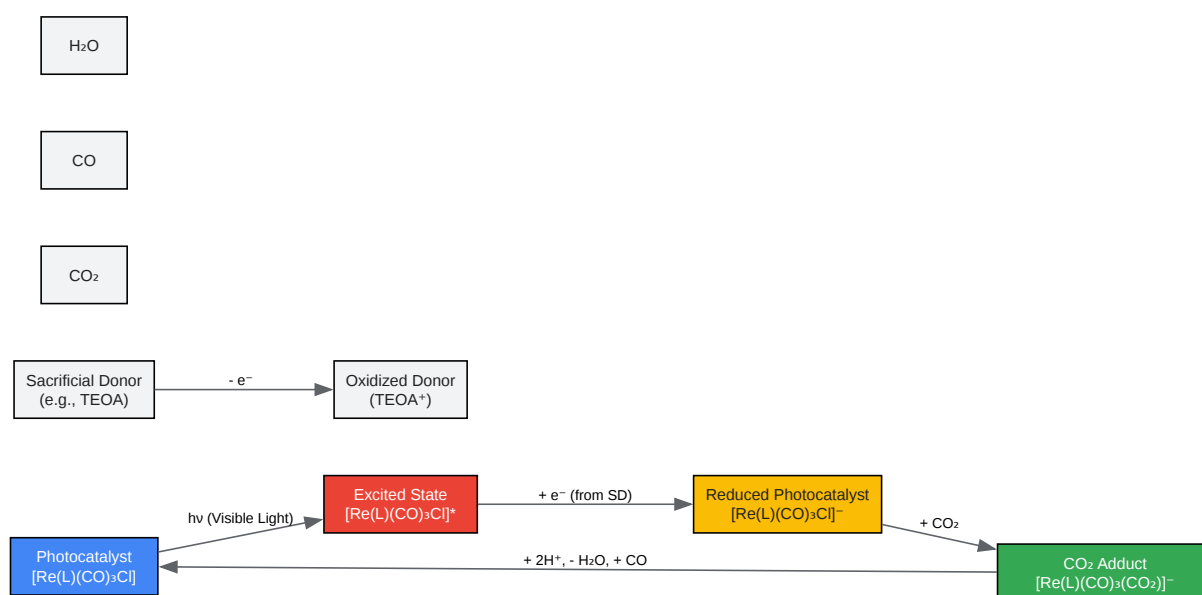 H₂O
CO
CO₂
Sacrificial Donor
(e.g., TEOA)
- e⁻
Oxidized Donor
(TEOA⁺)
Excited State
[Re(L)(CO)₃Cl]*
+ e⁻ (from SD)
Reduced Photocatalyst
[Re(L)(CO)₃Cl]⁻
hν (Visible Light)
+ CO₂
Photocatalyst
[Re(L)(CO)₃Cl]
+ 2H⁺, - H₂O, + CO
CO₂ Adduct
[Re(L)(CO)₃(CO₂)]⁻